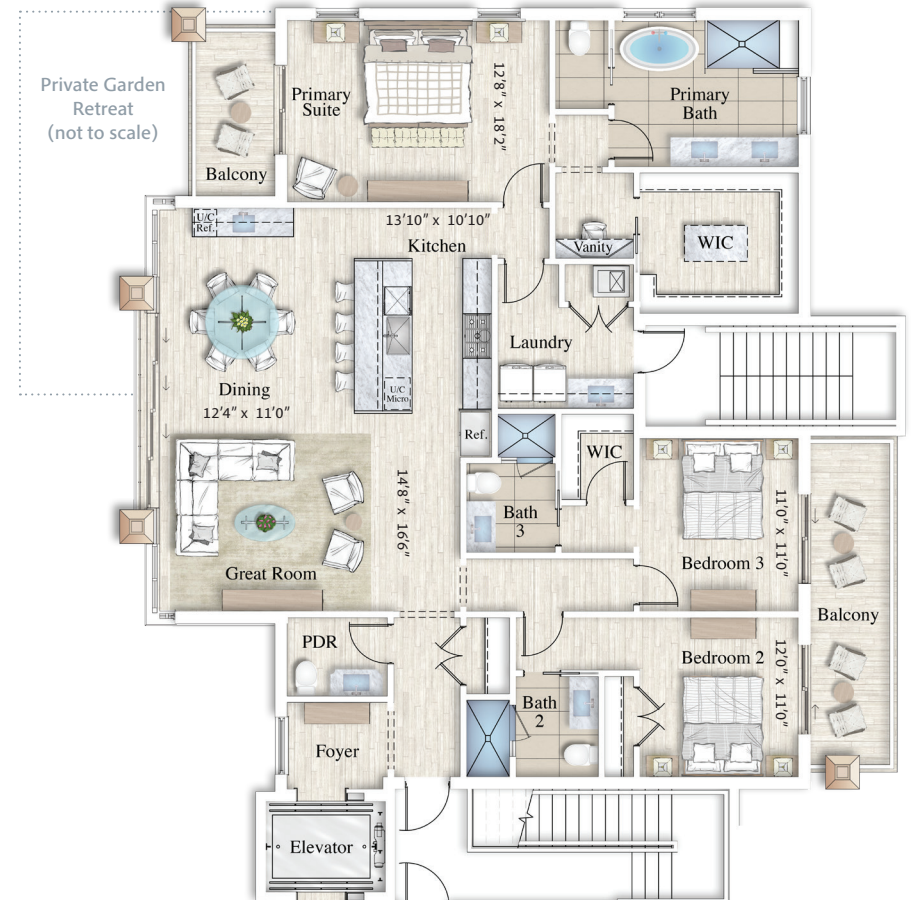 Private Garden
Retreat
(not to scale)
Balcony
Primary
Suite
12'8" x 18'2"
Primary
Bath
U/C
Ref.
13'10" x 10'10"
Kitchen
Vanity
WIC
Laundry
Dining
12'4" x 11'0"
U/C
Micro
Ref.
WIC
Bath
3
14'8" x 16'6"
Great Room
11'0" x 11'0"
Bedroom 3
Balcony
PDR
Bedroom 2
12'0" x 11'0"
Bath
2
Foyer
Elevator